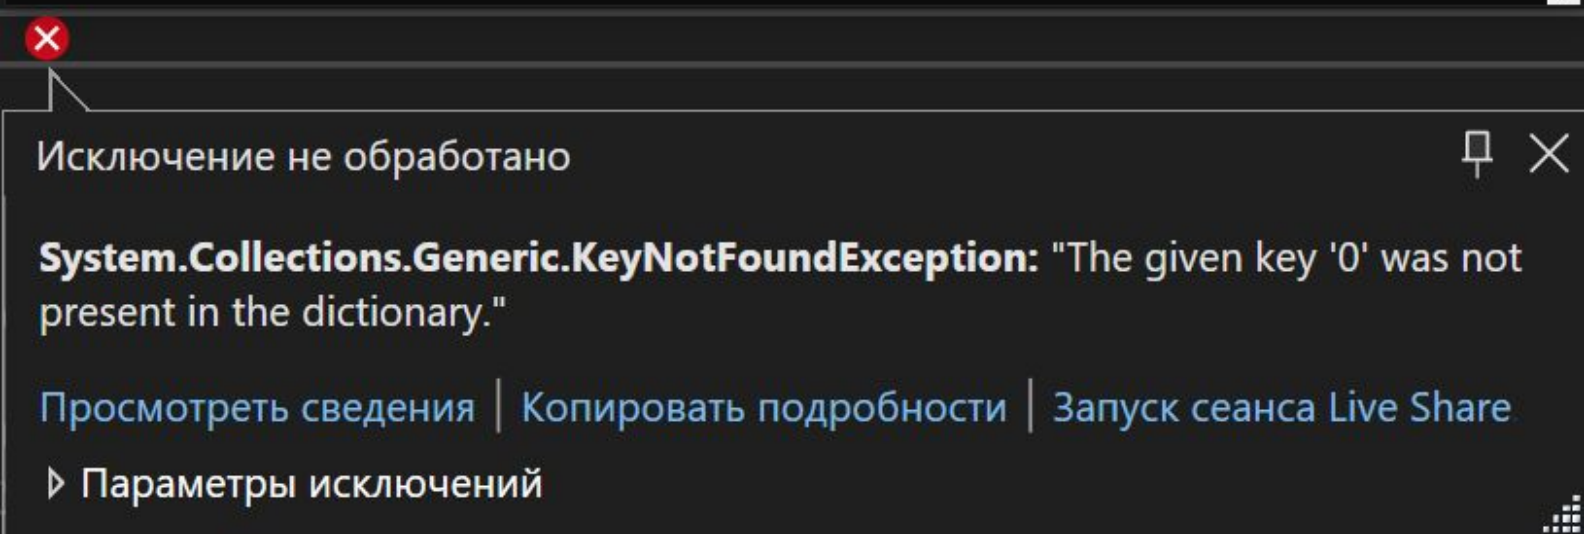 Исключение не обработано
System.Collections.Generic.KeyNotFoundException: "The given key '0' was not
present in the dictionary."
Просмотреть сведения | Копировать подробности | Запуск сеанса Live Share
Параметры исключений